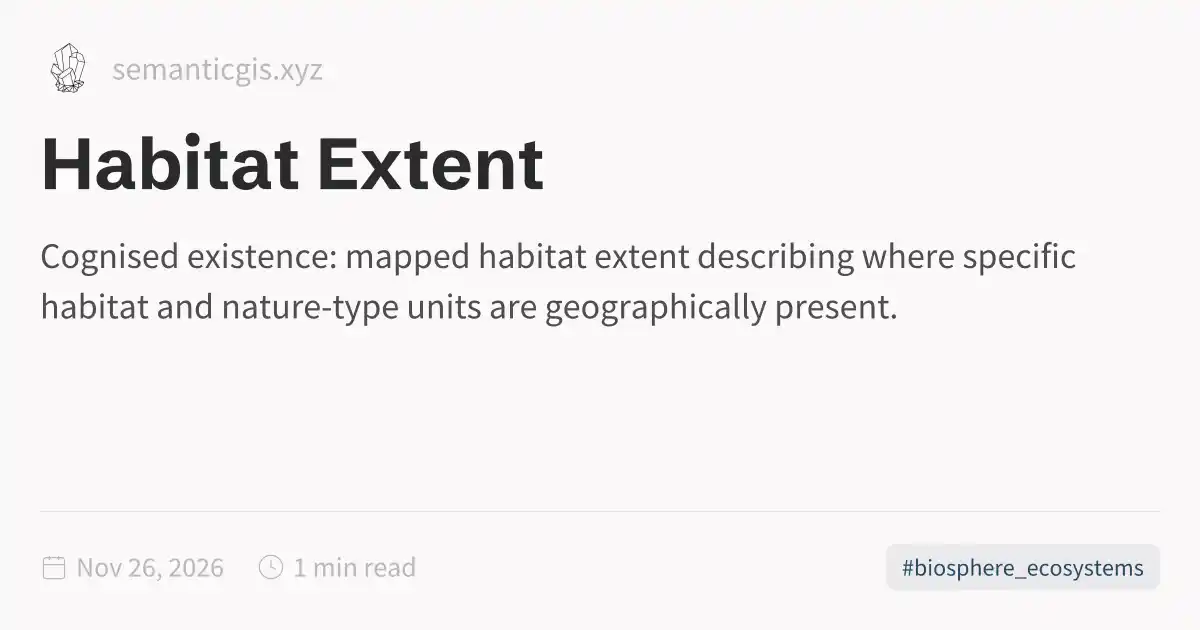 semanticgis.xyz
Habitat Extent
Cognised existence: mapped habitat extent describing where specific
habitat and nature-type units are geographically present.
Nov 26, 2026
1 min read
#biosphere_ecosystems